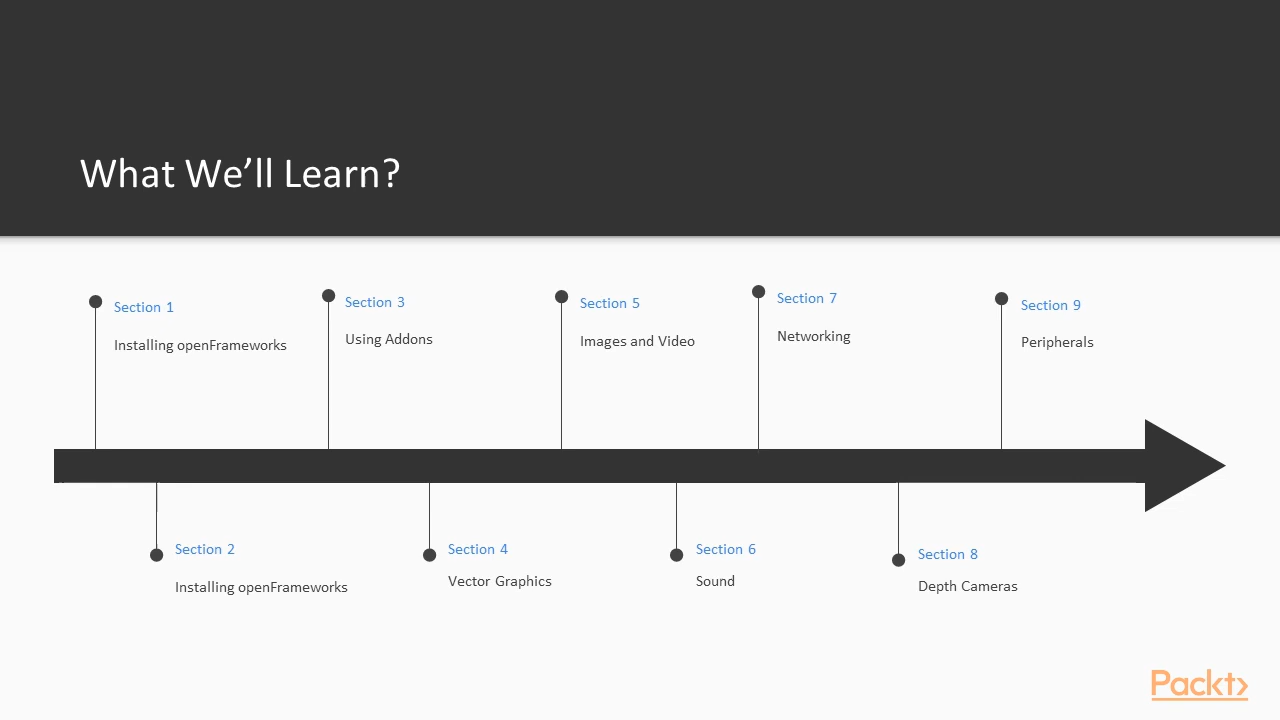 What We’ll Learn?
Section 1
Installing openFrameworks
Section 3
Using Addons
Section 5
Images and Video
Section 7
Networking
Section 9
Peripherals
Section 2
Installing openFrameworks
Section 4
Vector Graphics
Section 6
Sound
Section 8
Depth Cameras
Packt>